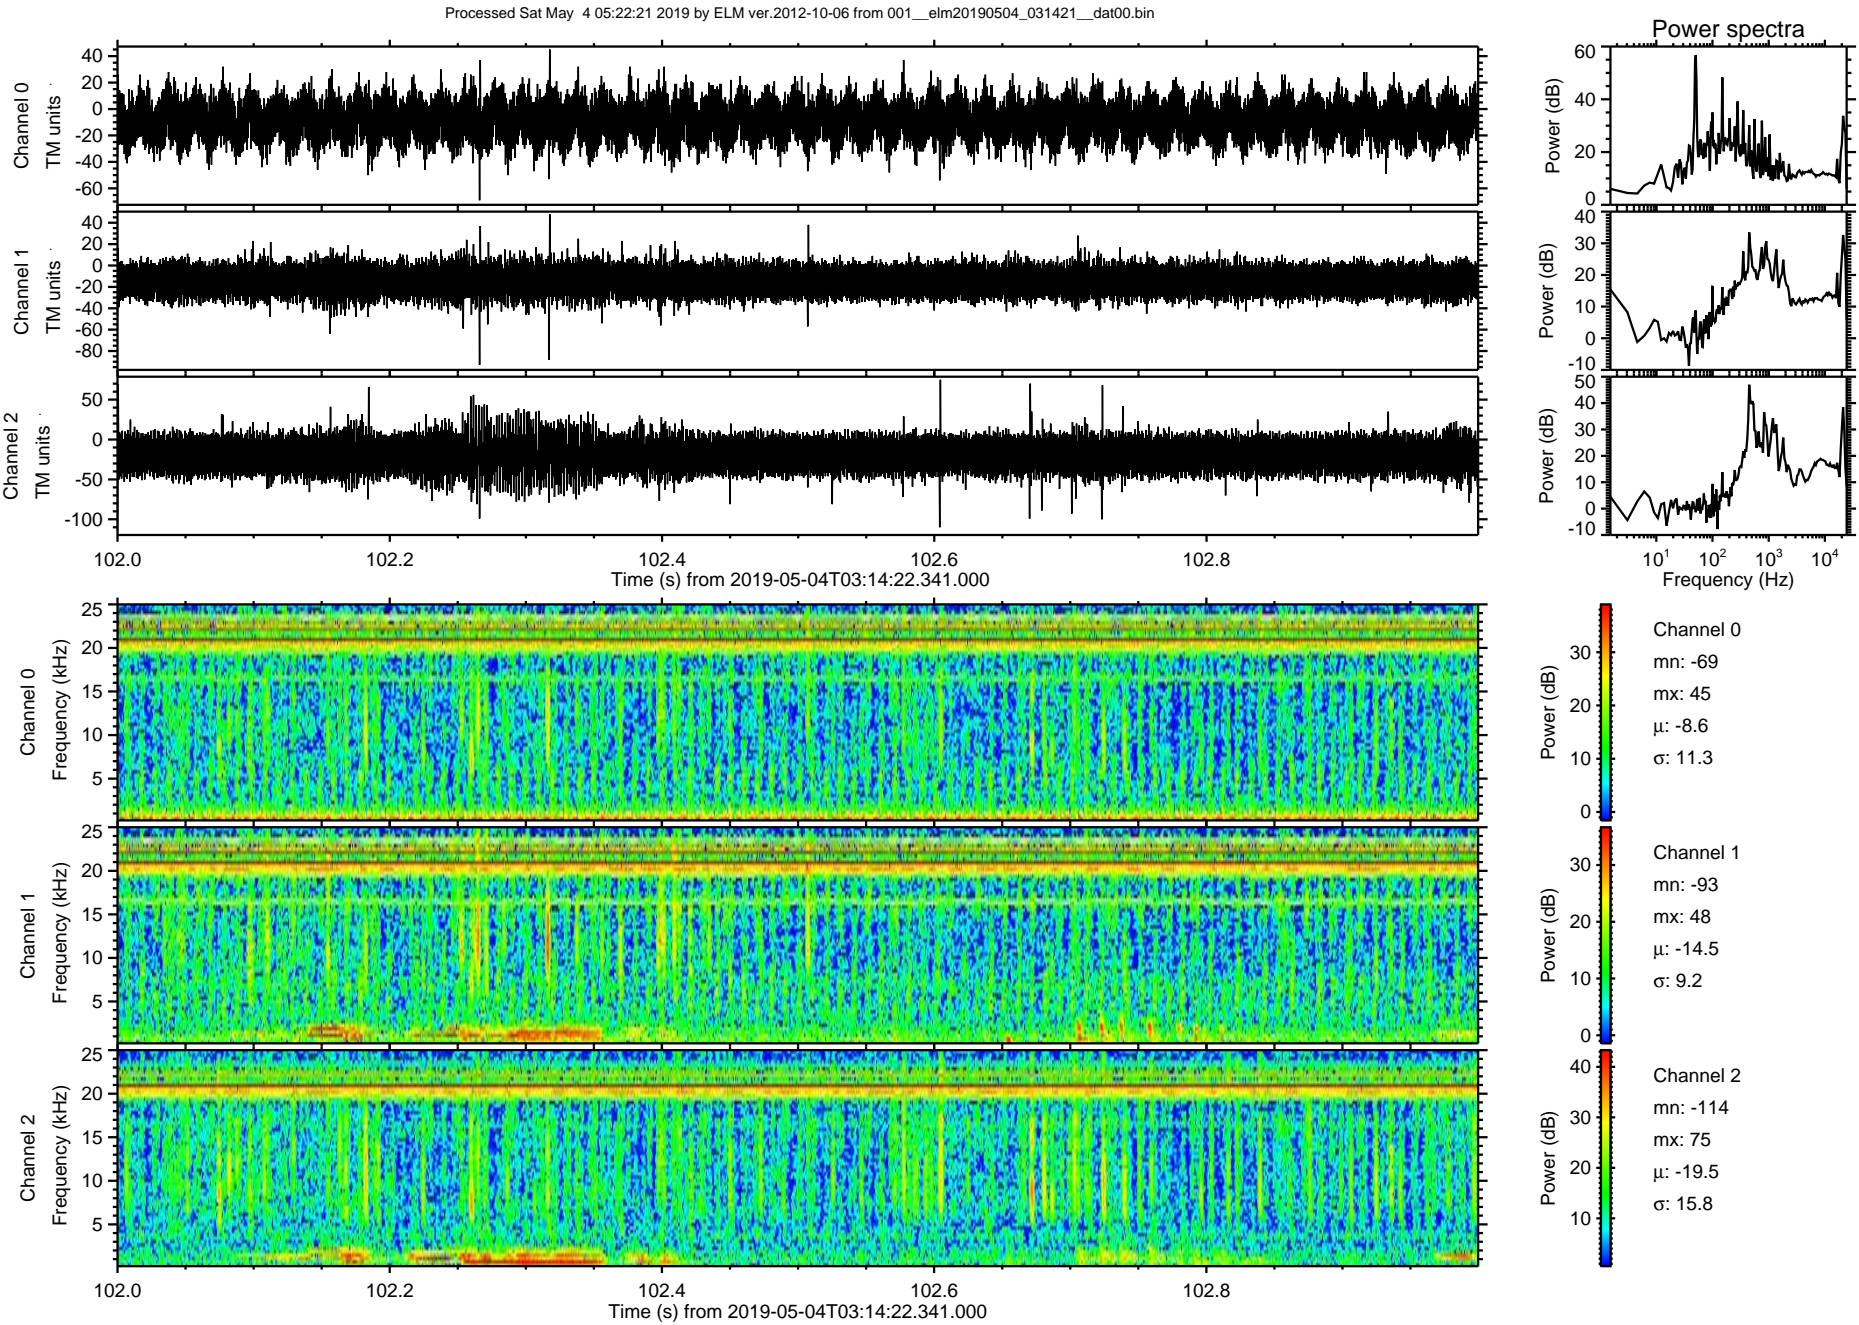 Processed Sat May  4 05:22:21 2019 by ELM ver.2012-10-06 from 001__elm20190504_031421__dat00.bin
Power spectra
Channel 0
TM units
40
20
0
-20
-40
-60
Power (dB)
60
40
20
0
Channel 1
TM units
40
20
0
-20
-40
-60
-80
Power (dB)
40
30
20
10
0
-10
Channel 2
TM units
50
0
-50
-100
Power (dB)
50
40
30
20
10
0
-10
102.0
102.2
102.4
102.6
102.8
Time (s) from 2019-05-04T03:14:22.341.000
10^1
10^2
10^3
10^4
Frequency (Hz)
Channel 0
Frequency (kHz)
25
20
15
10
5
Power (dB)
30
20
10
0
Channel 0
mn: -69
mx: 45
μ: -8.6
σ: 11.3
Channel 1
Frequency (kHz)
25
20
15
10
5
Power (dB)
30
20
10
0
Channel 1
mn: -93
mx: 48
μ: -14.5
σ: 9.2
Channel 2
Frequency (kHz)
25
20
15
10
5
Power (dB)
40
30
20
10
Channel 2
mn: -114
mx: 75
μ: -19.5
σ: 15.8
102.0
102.2
102.4
102.6
102.8
Time (s) from 2019-05-04T03:14:22.341.000